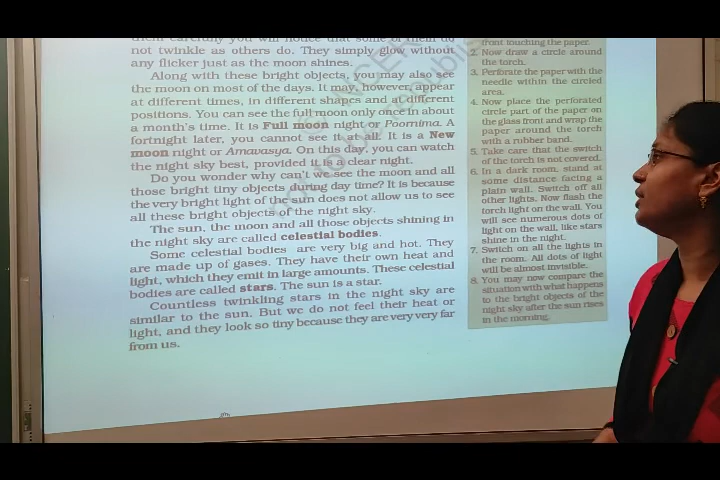 them carefully you will notice that some of them do
not twinkle as others do. They simply glow without
any flicker just as the moon shines.
Along with these bright objects, you may also see
the moon on most of the days. It may, however, appear
at different times, in different shapes and at different
positions. You can see the full moon only once in about
a month's time. It is Full moon night or Poornima. A
fortnight later, you cannot see it at all. It is a New
moon night or Amavasya. On this day, you can watch
the night sky best, provided it is a clear night.
Do you wonder why can't we see the moon and all
those bright tiny objects during day time? It is because
the very bright light of the sun does not allow us to see
all these bright objects of the night sky.
The sun, the moon and all those objects shining in
the night sky are called celestial bodies.
Some celestial bodies are very big and hot. They
are made up of gases. They have their own heat and
light, which they emit in large amounts. These celestial
bodies are called stars. The sun is a star.
Countless twinkling stars in the night sky are
similar to the sun. But we do not feel their heat or
light, and they look so tiny because they are very very far
from us.
front touching the paper.
2. Now draw a circle around
the torch.
3. Perforate the paper with the
needle within the circled
area.
4. Now place the perforated
circle part of the paper on
the glass front and wrap the
paper around the torch
with a rubber band.
5. Take care that the switch
of the torch is not covered.
6. In a dark room, stand at
some distance facing a
plain wall. Switch off all
other lights. Now flash the
torch light on the wall. You
will see numerous dots of
light on the wall, like stars
shine in the night.
7. Switch on all the lights in
the room. All dots of light
will be almost invisible.
8. You may now compare the
situation with what happens
to the bright objects of the
night sky after the sun rises
in the morning.